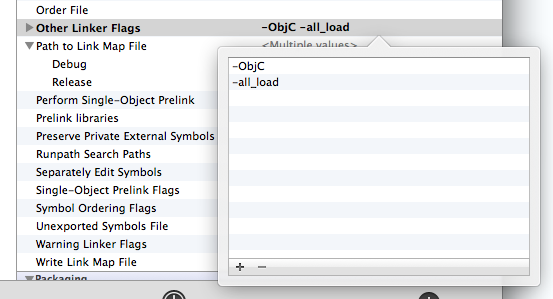 Order File
Other Linker Flags -ObjC -all_load
Path to Link Map File <Multiple values>
Debug
Release
Perform Single-Object Prelink
Prelink libraries
Preserve Private External Symbols
Runpath Search Paths
Separately Edit Symbols
Single-Object Prelink Flags
Symbol Ordering Flags
Unexported Symbols File
Warning Linker Flags
Write Link Map File
Packaging
-ObjC
-all_load
+ −